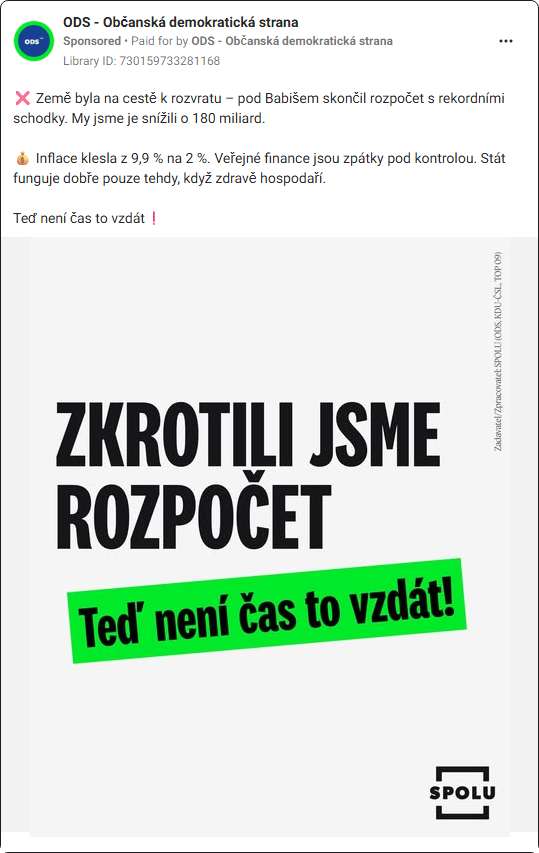 ODS - Občanská demokratická strana
Sponsored • Paid for by ODS - Občanská demokratická strana
Library ID: 730159733281168
❌ Země byla na cestě k rozvratu – pod Babišem skončil rozpočet s rekordními
schodky. My jsme je snížili o 180 miliard.
💰 Inflace klesla z 9,9 % na 2 %. Veřejné finance jsou zpátky pod kontrolou. Stát
funguje dobře pouze tehdy, když zdravě hospodaří.
Teď není čas to vzdát❗
Zadavatel/Zpracovatel: SPOLU (ODS, KDU-ČSL, TOP 09)
ZKROTILI JSME
ROZPOČET
Teď není čas to vzdát!
SPOLU
ODS